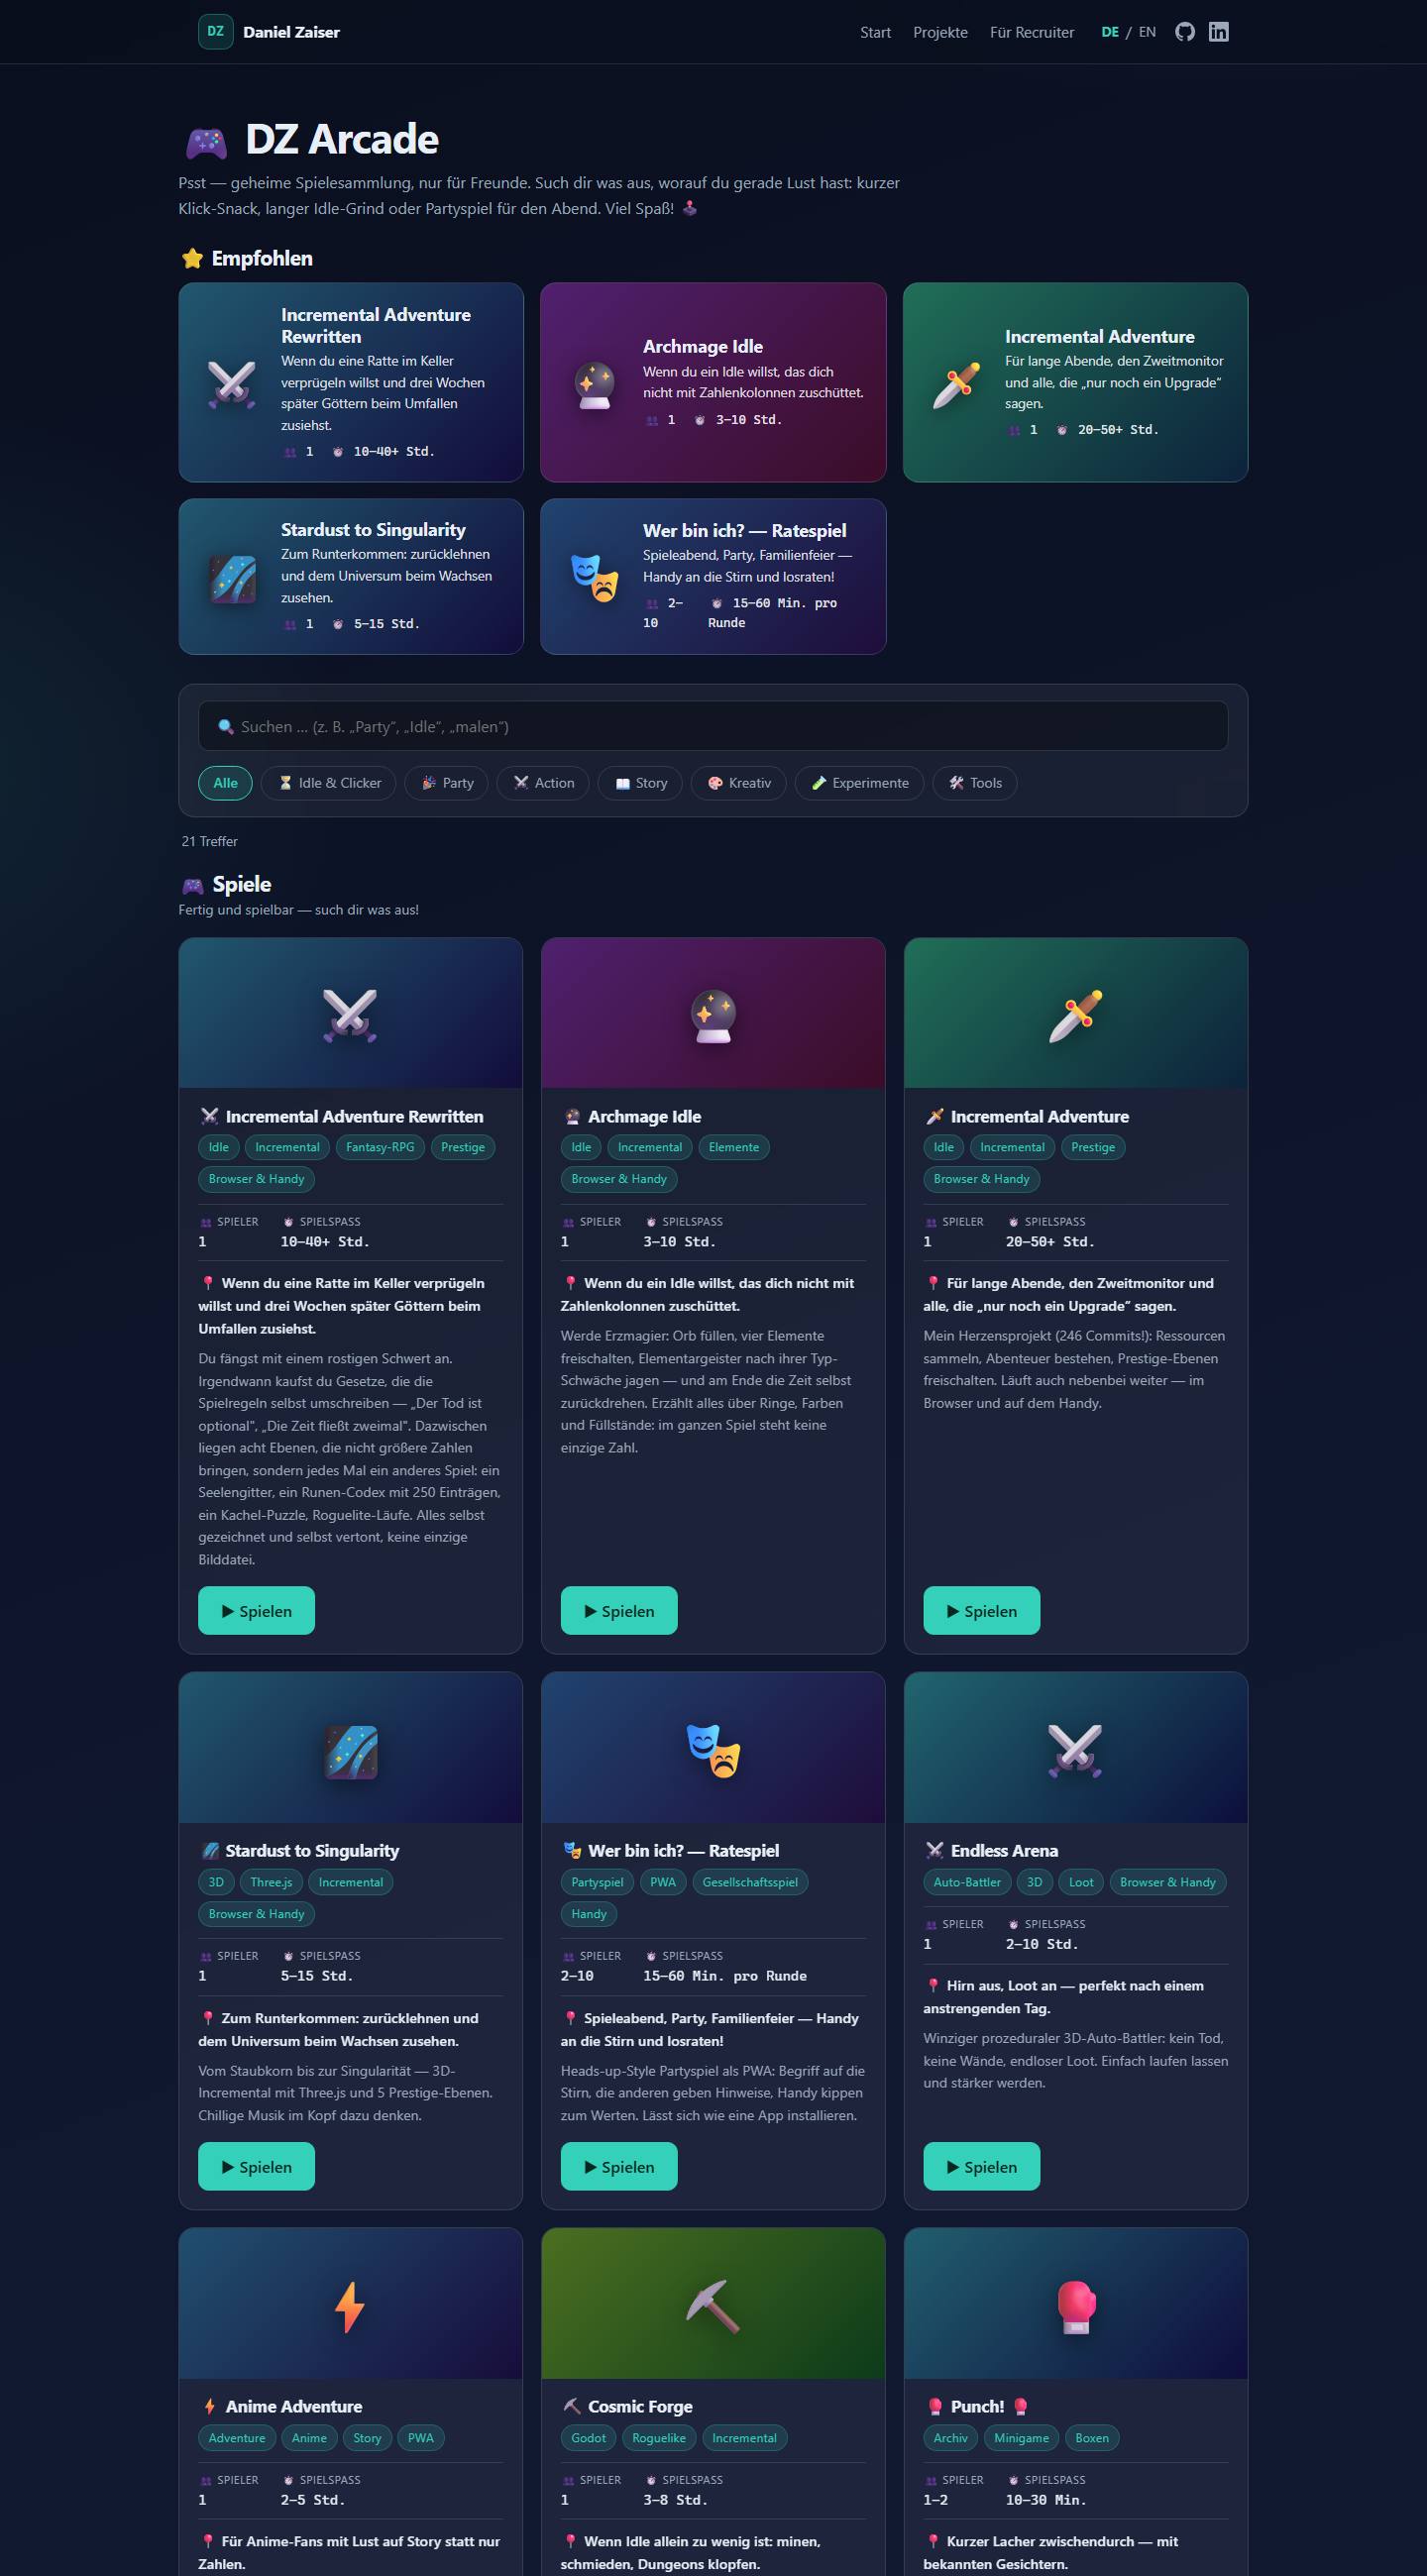 DZ Daniel Zaiser
Start Projekte Für Recruiter DE / EN
DZ Arcade
Psst — geheime Spielesammlung, nur für Freunde. Such dir was aus, worauf du gerade Lust hast: kurzer
Klick-Snack, langer Idle-Grind oder Partyspiel für den Abend. Viel Spaß!
Empfohlen
Incremental Adventure
Rewritten
Wenn du eine Ratte im Keller
verprügeln willst und drei Wochen
später Göttern beim Umfallen
zusiehst.
1 10–40+ Std.
Archmage Idle
Wenn du ein Idle willst, das dich
nicht mit Zahlenkolonnen zuschüttet.
1 3–10 Std.
Incremental Adventure
Für lange Abende, den Zweitmonitor
und alle, die „nur noch ein Upgrade“
sagen.
1 20–50+ Std.
Stardust to Singularity
Zum Runterkommen: zurücklehnen
und dem Universum beim Wachsen
zusehen.
1 5–15 Std.
Wer bin ich? — Ratespiel
Spieleabend, Party, Familienfeier —
Handy an die Stirn und losraten!
2– 15–60 Min. pro
10 Runde
Suchen … (z. B. „Party“, „Idle“, „malen“)
Alle Idle & Clicker Party Action Story Kreativ Experimente Tools
21 Treffer
Spiele
Fertig und spielbar — such dir was aus!
Incremental Adventure Rewritten
Idle Incremental Fantasy-RPG Prestige
Browser & Handy
SPIELER SPIELSPASS
1 10–40+ Std.
Wenn du eine Ratte im Keller verprügeln
willst und drei Wochen später Göttern beim
Umfallen zusiehst.
Du fängst mit einem rostigen Schwert an.
Irgendwann kaufst du Gesetze, die die
Spielregeln selbst umschreiben — „Der Tod ist
optional", „Die Zeit fließt zweimal". Dazwischen
liegen acht Ebenen, die nicht größere Zahlen
bringen, sondern jedes Mal ein anderes Spiel: ein
Seelengitter, ein Runen-Codex mit 250 Einträgen,
ein Kachel-Puzzle, Roguelite-Läufe. Alles selbst
gezeichnet und selbst vertont, keine einzige
Bilddatei.
▶ Spielen
Archmage Idle
Idle Incremental Elemente
Browser & Handy
SPIELER SPIELSPASS
1 3–10 Std.
Wenn du ein Idle willst, das dich nicht mit
Zahlenkolonnen zuschüttet.
Werde Erzmagier: Orb füllen, vier Elemente
freischalten, Elementargeister nach ihrer Typ-
Schwäche jagen — und am Ende die Zeit selbst
zurückdrehen. Erzählt alles über Ringe, Farben
und Füllstände: im ganzen Spiel steht keine
einzige Zahl.
▶ Spielen
Incremental Adventure
Idle Incremental Prestige
Browser & Handy
SPIELER SPIELSPASS
1 20–50+ Std.
Für lange Abende, den Zweitmonitor und
alle, die „nur noch ein Upgrade“ sagen.
Mein Herzensprojekt (246 Commits!): Ressourcen
sammeln, Abenteuer bestehen, Prestige-Ebenen
freischalten. Läuft auch nebenbei weiter — im
Browser und auf dem Handy.
▶ Spielen
Stardust to Singularity
3D Three.js Incremental
Browser & Handy
SPIELER SPIELSPASS
1 5–15 Std.
Zum Runterkommen: zurücklehnen und
dem Universum beim Wachsen zusehen.
Vom Staubkorn bis zur Singularität — 3D-
Incremental mit Three.js und 5 Prestige-Ebenen.
Chillige Musik im Kopf dazu denken.
▶ Spielen
Wer bin ich? — Ratespiel
Partyspiel PWA Gesellschaftsspiel
Handy
SPIELER SPIELSPASS
2–10 15–60 Min. pro Runde
Spieleabend, Party, Familienfeier — Handy
an die Stirn und losraten!
Heads-up-Style Partyspiel als PWA: Begriff auf die
Stirn, die anderen geben Hinweise, Handy kippen
zum Werten. Lässt sich wie eine App installieren.
▶ Spielen
Endless Arena
Auto-Battler 3D Loot Browser & Handy
SPIELER SPIELSPASS
1 2–10 Std.
Hirn aus, Loot an — perfekt nach einem
anstrengenden Tag.
Winziger prozeduraler 3D-Auto-Battler: kein Tod,
keine Wände, endloser Loot. Einfach laufen lassen
und stärker werden.
▶ Spielen
Anime Adventure
Adventure Anime Story PWA
SPIELER SPIELSPASS
1 2–5 Std.
Für Anime-Fans mit Lust auf Story statt nur
Zahlen.
Cosmic Forge
Godot Roguelike Incremental
SPIELER SPIELSPASS
1 3–8 Std.
Wenn Idle allein zu wenig ist: minen,
schmieden, Dungeons klopfen.
Punch!
Archiv Minigame Boxen
SPIELER SPIELSPASS
1–2 10–30 Min.
Kurzer Lacher zwischendurch — mit
bekannten Gesichtern.